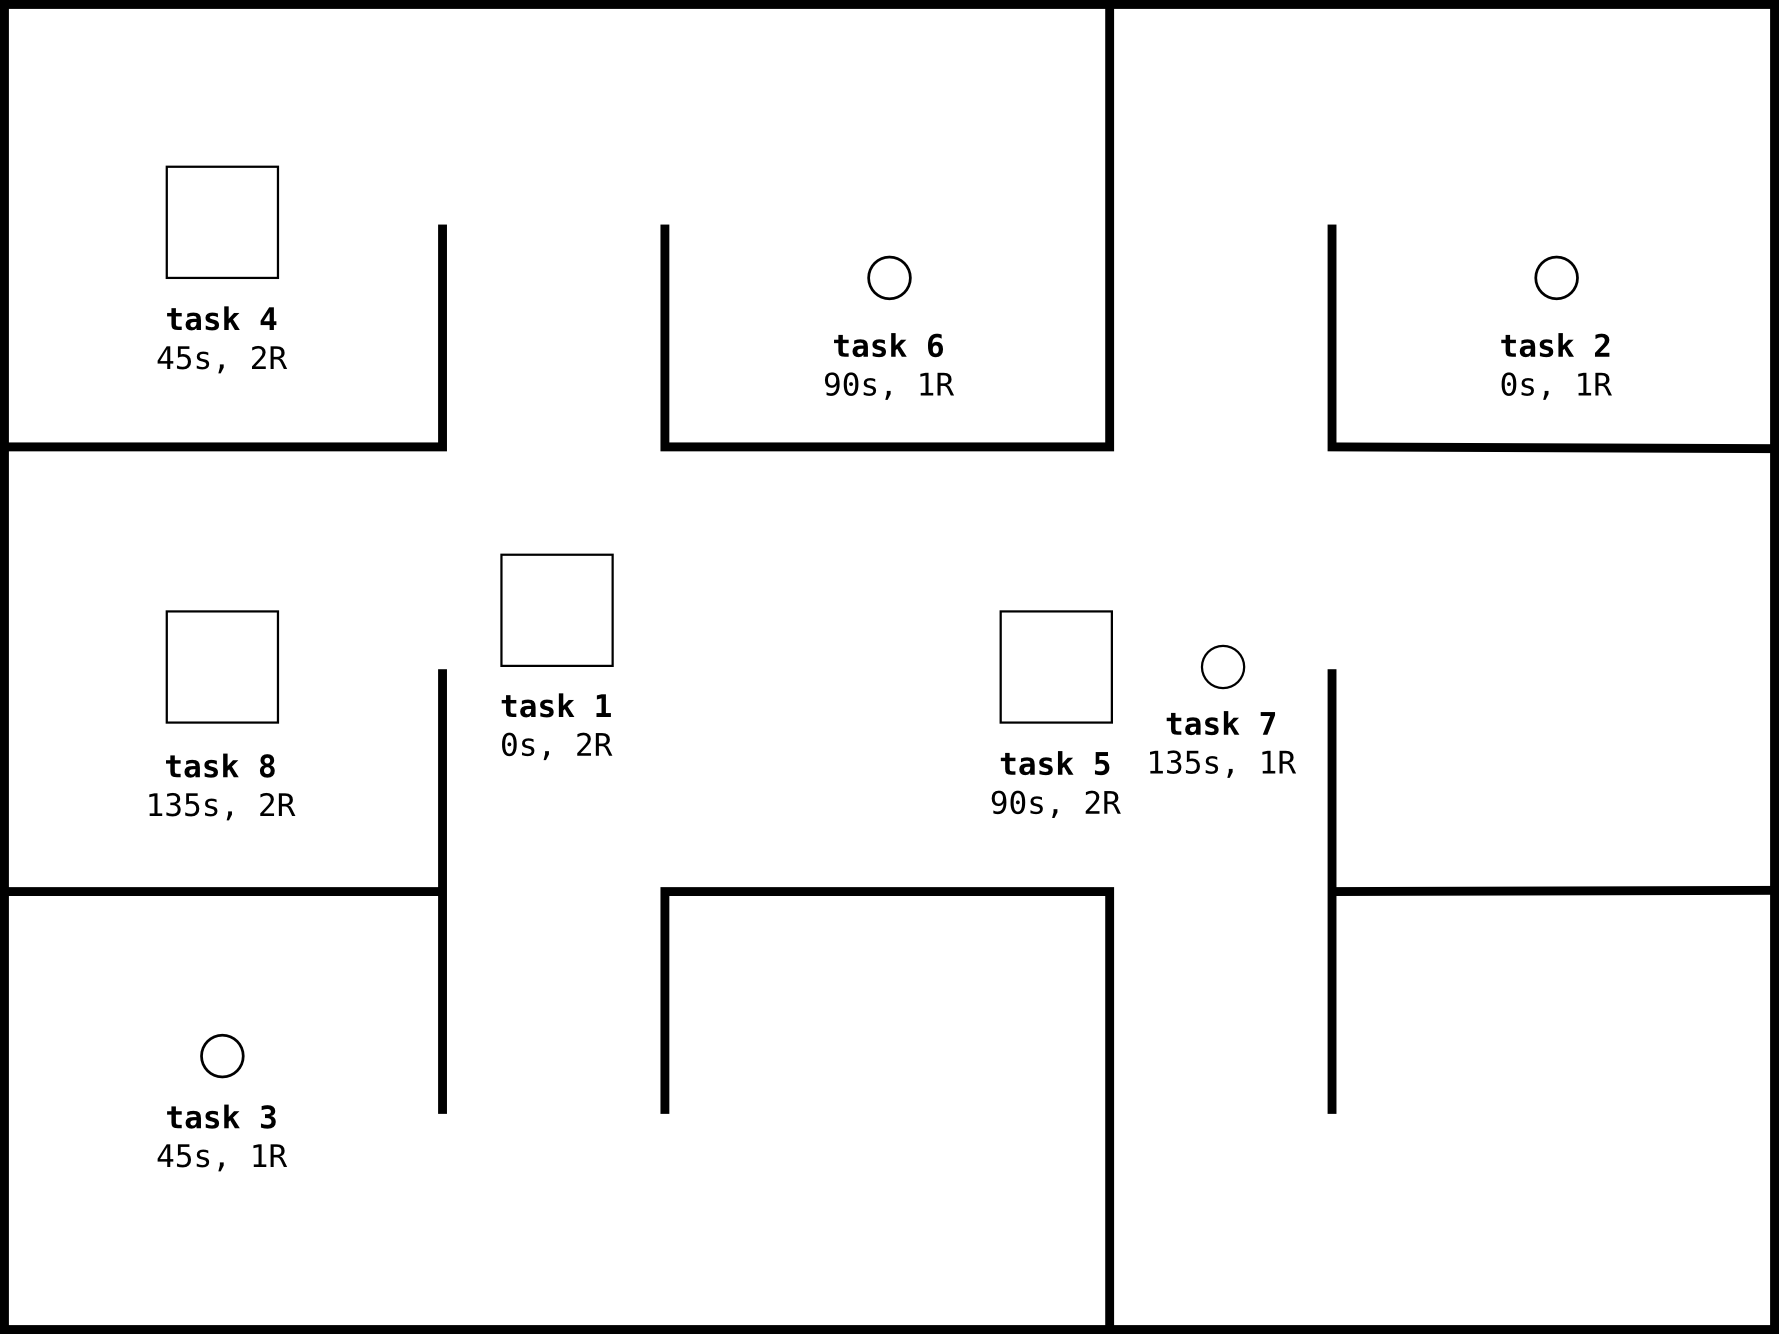 task 4
45s, 2R
task 6
90s, 1R
task 2
0s, 1R
task 1
0s, 2R
task 8
135s, 2R
task 5
90s, 2R
task 7
135s, 1R
task 3
45s, 1R